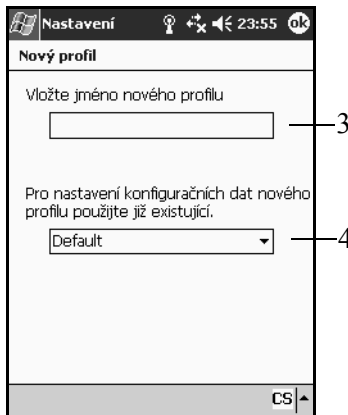 Nastavení 23:55 ok
Nový profil
Vložte jméno nového profilu
3
Pro nastavení konfiguračních dat nového
profilu použijte již existující.
Default
4
CS